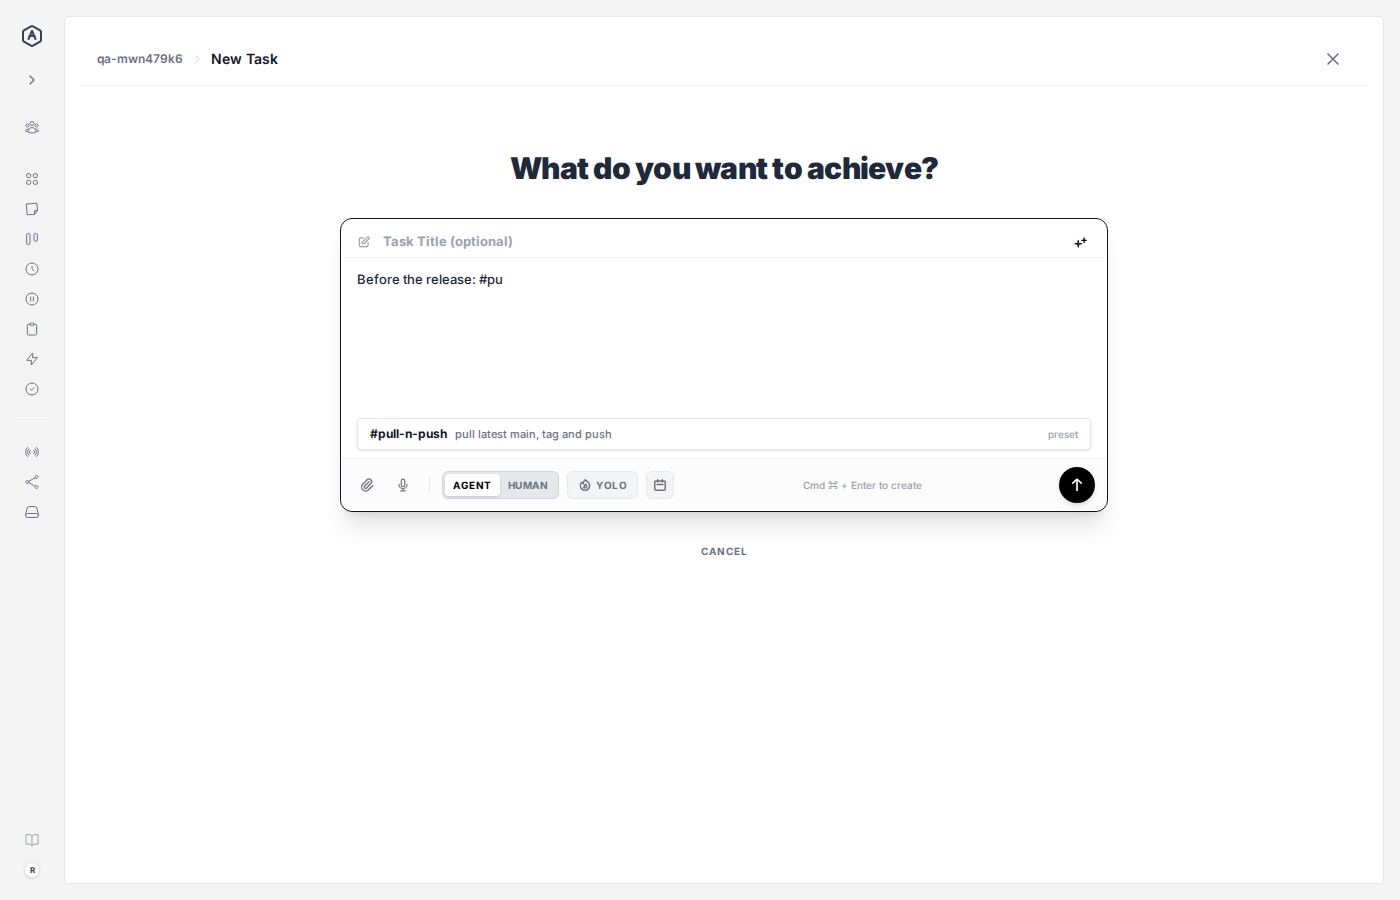 qa-mwn479k6 New Task
What do you want to achieve?
Task Title (optional)
Before the release: #pu
#pull-n-push pull latest main, tag and push preset
AGENT HUMAN YOLO Cmd ⌘ + Enter to create
CANCEL
R